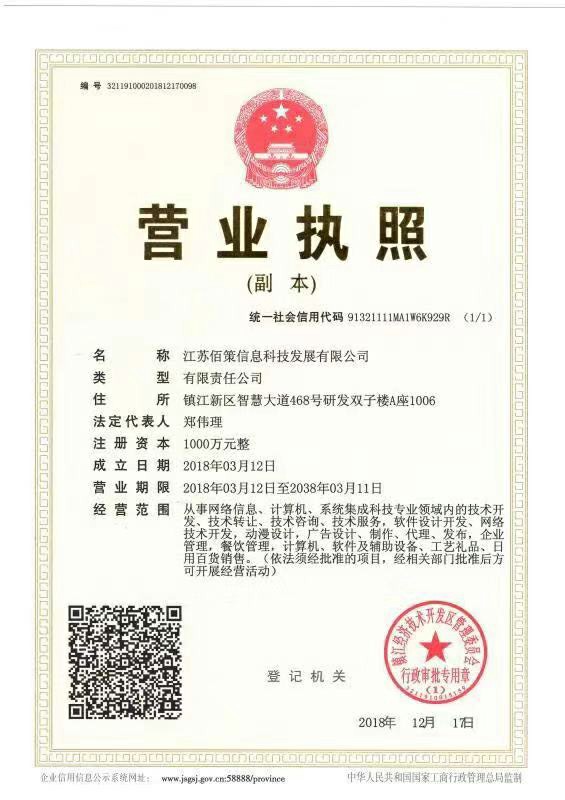 编 号 321191000201812170098
营业执照
(副 本)
统一社会信用代码 91321111MA1W6K929R (1/1)
名 称 江苏佰策信息科技发展有限公司
类 型 有限责任公司
住 所 镇江新区智慧大道468号研发双子楼A座1006
法定代表人 郑伟理
注册资本 1000万元整
成立日期 2018年03月12日
营业期限 2018年03月12日至2038年03月11日
经营范围 从事网络信息、计算机、系统集成科技专业领域内的技术开
发、技术转让、技术咨询、技术服务，软件设计开发、网络
技术开发，动漫设计，广告设计、制作、代理、发布，企业
管理，餐饮管理，计算机、软件及辅助设备、工艺礼品、日
用百货销售。（依法须经批准的项目，经相关部门批准后方
可开展经营活动）
镇江经济技术开发区管理委员会
行政审批专用章
(1)
登记机关
2018年 12月 17日
企业信用信息公示系统网址： www.jsgsj.gov.cn:58888/province
中华人民共和国国家工商行政管理总局监制